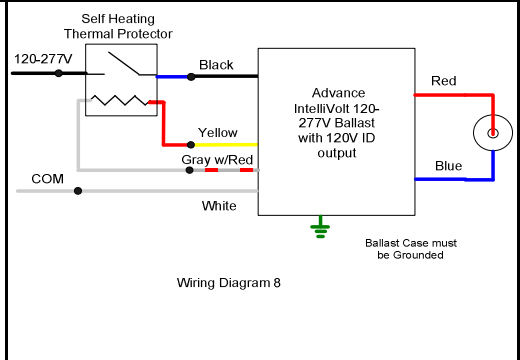 Self Heating
Thermal Protector
120-277V
Black
Advance
IntelliVolt 120-
277V Ballast
with 120V ID
output
Red
Yellow
Gray w/Red
Blue
COM
White
Ballast Case must
be Grounded
Wiring Diagram 8